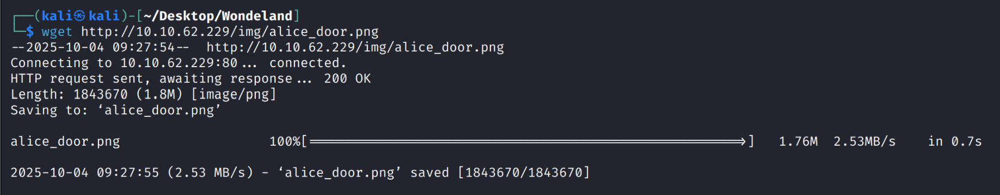 ┌──(kali㉿kali)-[~/Desktop/Wondeland]
└─$ wget http://10.10.62.229/img/alice_door.png
--2025-10-04 09:27:54--  http://10.10.62.229/img/alice_door.png
Connecting to 10.10.62.229:80... connected.
HTTP request sent, awaiting response... 200 OK
Length: 1843670 (1.8M) [image/png]
Saving to: ‘alice_door.png’
alice_door.png 100%[=======================================================>] 1.76M 2.53MB/s in 0.7s
2025-10-04 09:27:55 (2.53 MB/s) - ‘alice_door.png’ saved [1843670/1843670]